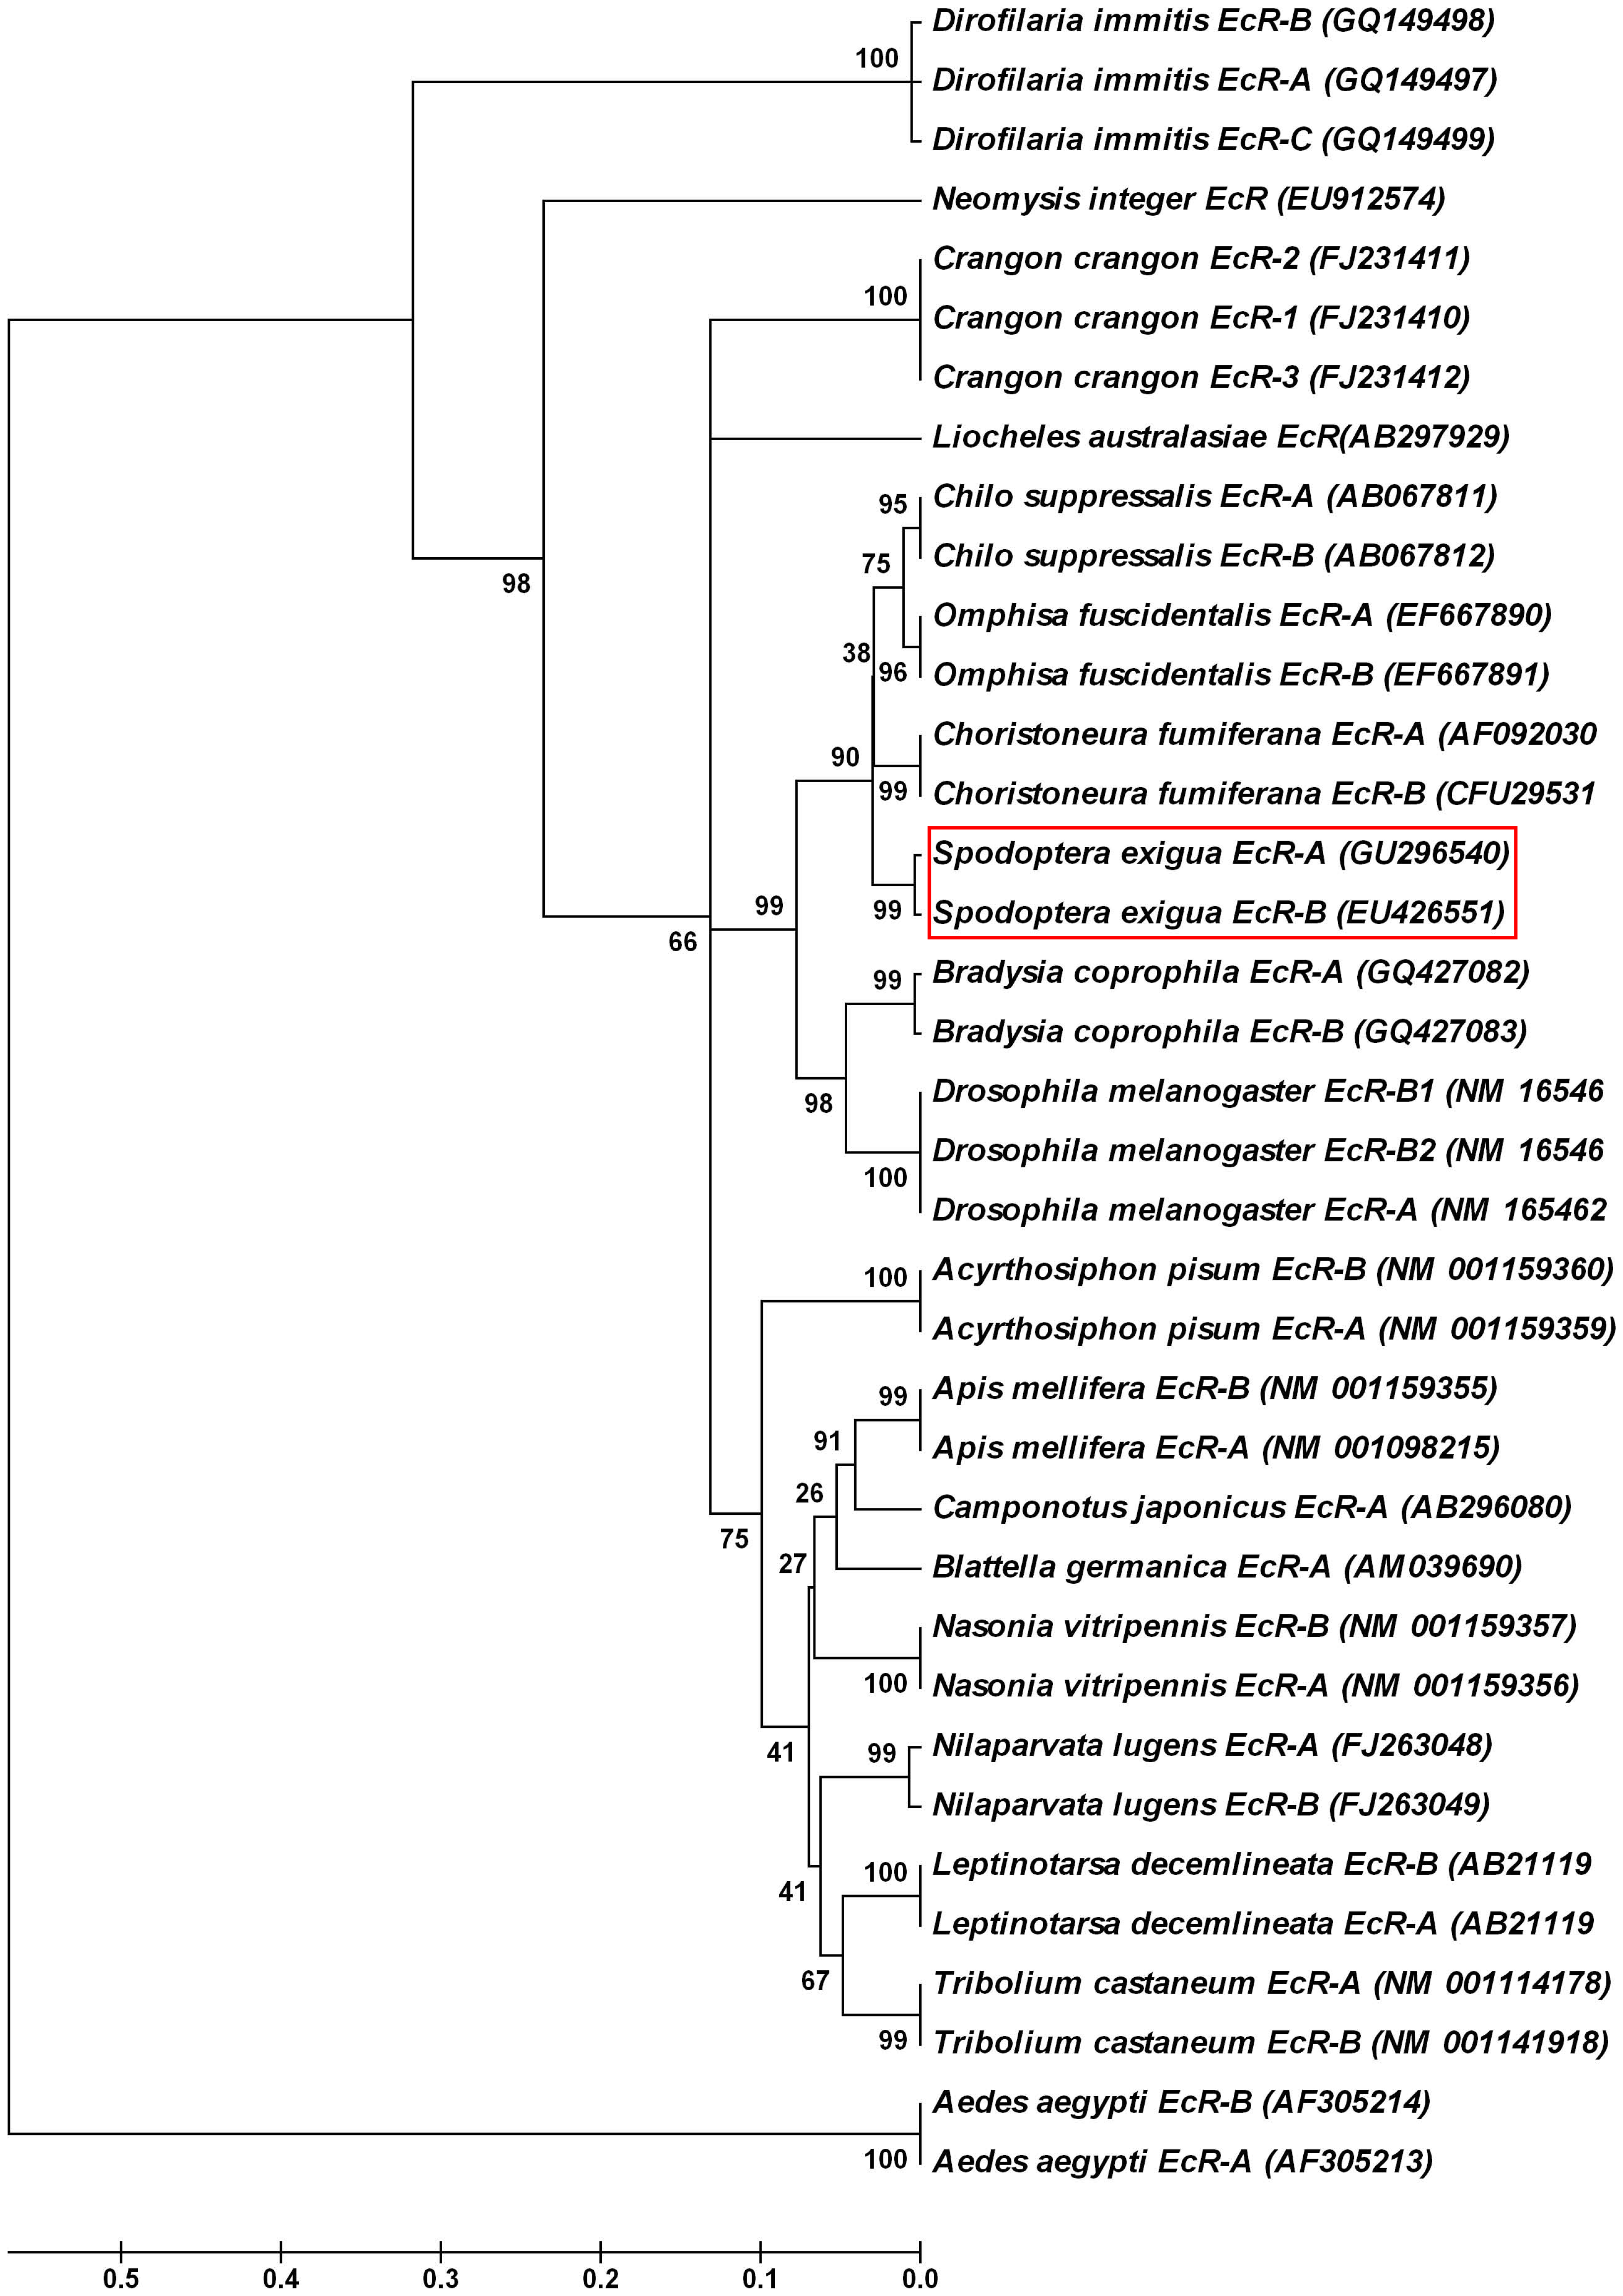 Dirofilaria immitis EcR-B (GQ149498)
100
Dirofilaria immitis EcR-A (GQ149497)
Dirofilaria immitis EcR-C (GQ149499)
Neomysis integer EcR (EU912574)
Crangon crangon EcR-2 (FJ231411)
100
Crangon crangon EcR-1 (FJ231410)
Crangon crangon EcR-3 (FJ231412)
Liocheles australasiae EcR(AB297929)
95
Chilo suppressalis EcR-A (AB067811)
Chilo suppressalis EcR-B (AB067812)
75
98
Omphisa fuscidentalis EcR-A (EF667890)
38
96
Omphisa fuscidentalis EcR-B (EF667891)
Choristoneura fumiferana EcR-A (AF092030
90
99
Choristoneura fumiferana EcR-B (CFU29531
Spodoptera exigua EcR-A (GU296540)
99
99
Spodoptera exigua EcR-B (EU426551)
66
99
Bradysia coprophila EcR-A (GQ427082)
Bradysia coprophila EcR-B (GQ427083)
98
Drosophila melanogaster EcR-B1 (NM 16546
Drosophila melanogaster EcR-B2 (NM 16546
100
Drosophila melanogaster EcR-A (NM 165462
100
Acyrthosiphon pisum EcR-B (NM 001159360)
Acyrthosiphon pisum EcR-A (NM 001159359)
99
Apis mellifera EcR-B (NM 001159355)
91
Apis mellifera EcR-A (NM 001098215)
26
Camponotus japonicus EcR-A (AB296080)
75
27
Blattella germanica EcR-A (AM039690)
Nasonia vitripennis EcR-B (NM 001159357)
100
Nasonia vitripennis EcR-A (NM 001159356)
41
99
Nilaparvata lugens EcR-A (FJ263048)
Nilaparvata lugens EcR-B (FJ263049)
100
Leptinotarsa decemlineata EcR-B (AB21119
41
Leptinotarsa decemlineata EcR-A (AB21119
67
Tribolium castaneum EcR-A (NM 001114178)
99
Tribolium castaneum EcR-B (NM 001141918)
Aedes aegypti EcR-B (AF305214)
100
Aedes aegypti EcR-A (AF305213)
0.5 0.4 0.3 0.2 0.1 0.0